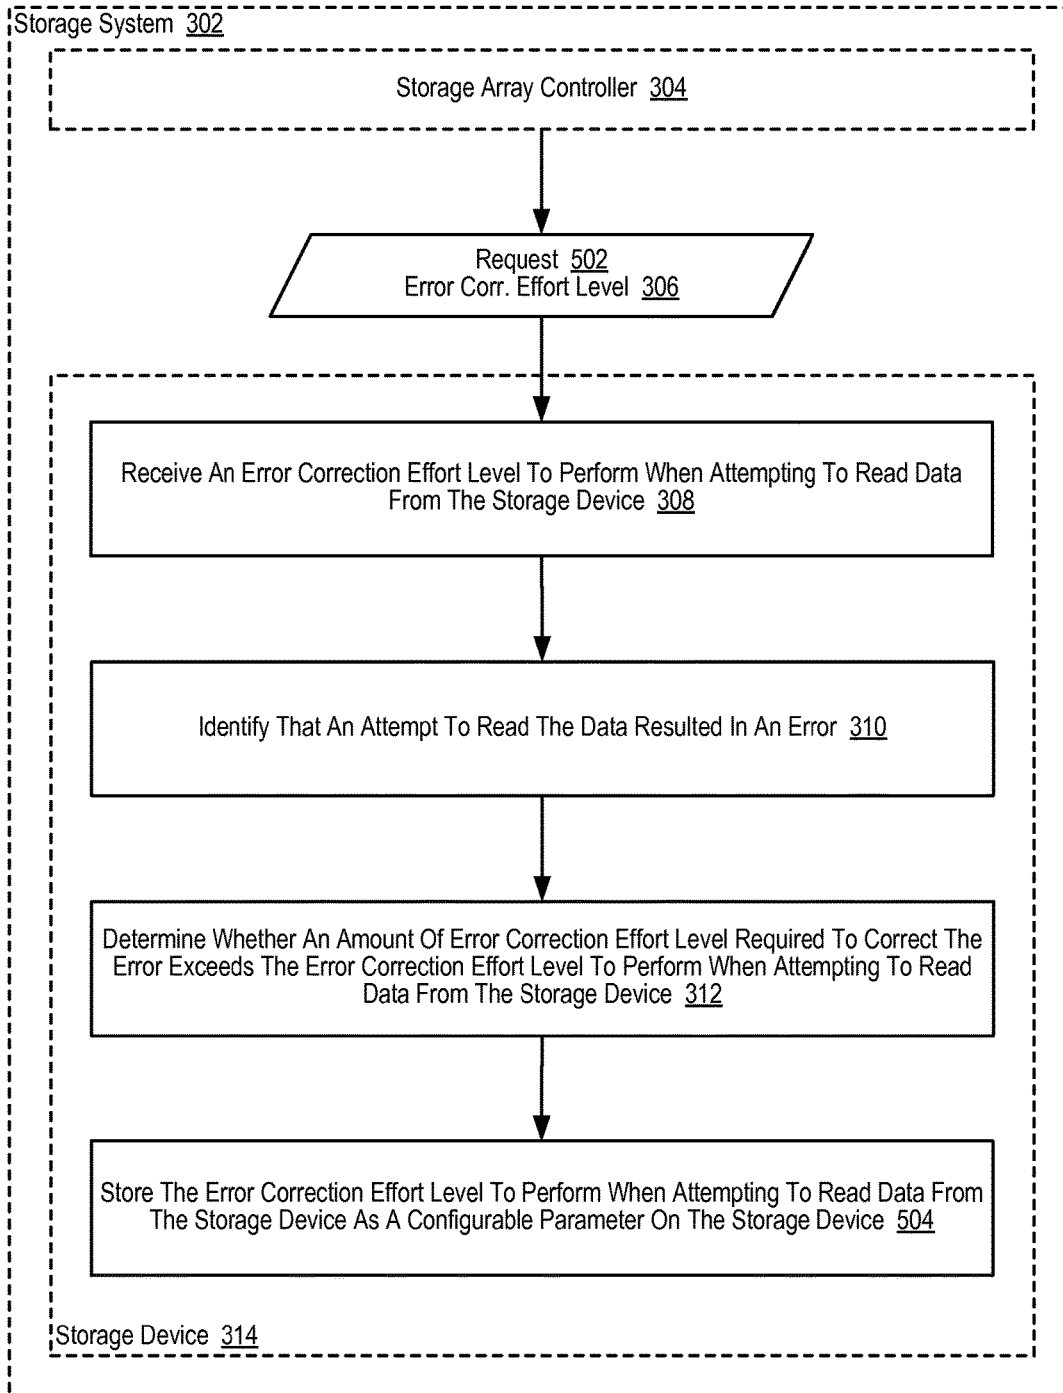 Storage System 302
Storage Array Controller 304
Request 502
Error Corr. Effort Level 306
Receive An Error Correction Effort Level To Perform When Attempting To Read Data
From The Storage Device 308
Identify That An Attempt To Read The Data Resulted In An Error 310
Determine Whether An Amount Of Error Correction Effort Level Required To Correct The
Error Exceeds The Error Correction Effort Level To Perform When Attempting To Read
Data From The Storage Device 312
Store The Error Correction Effort Level To Perform When Attempting To Read Data From
The Storage Device As A Configurable Parameter On The Storage Device 504
Storage Device 314